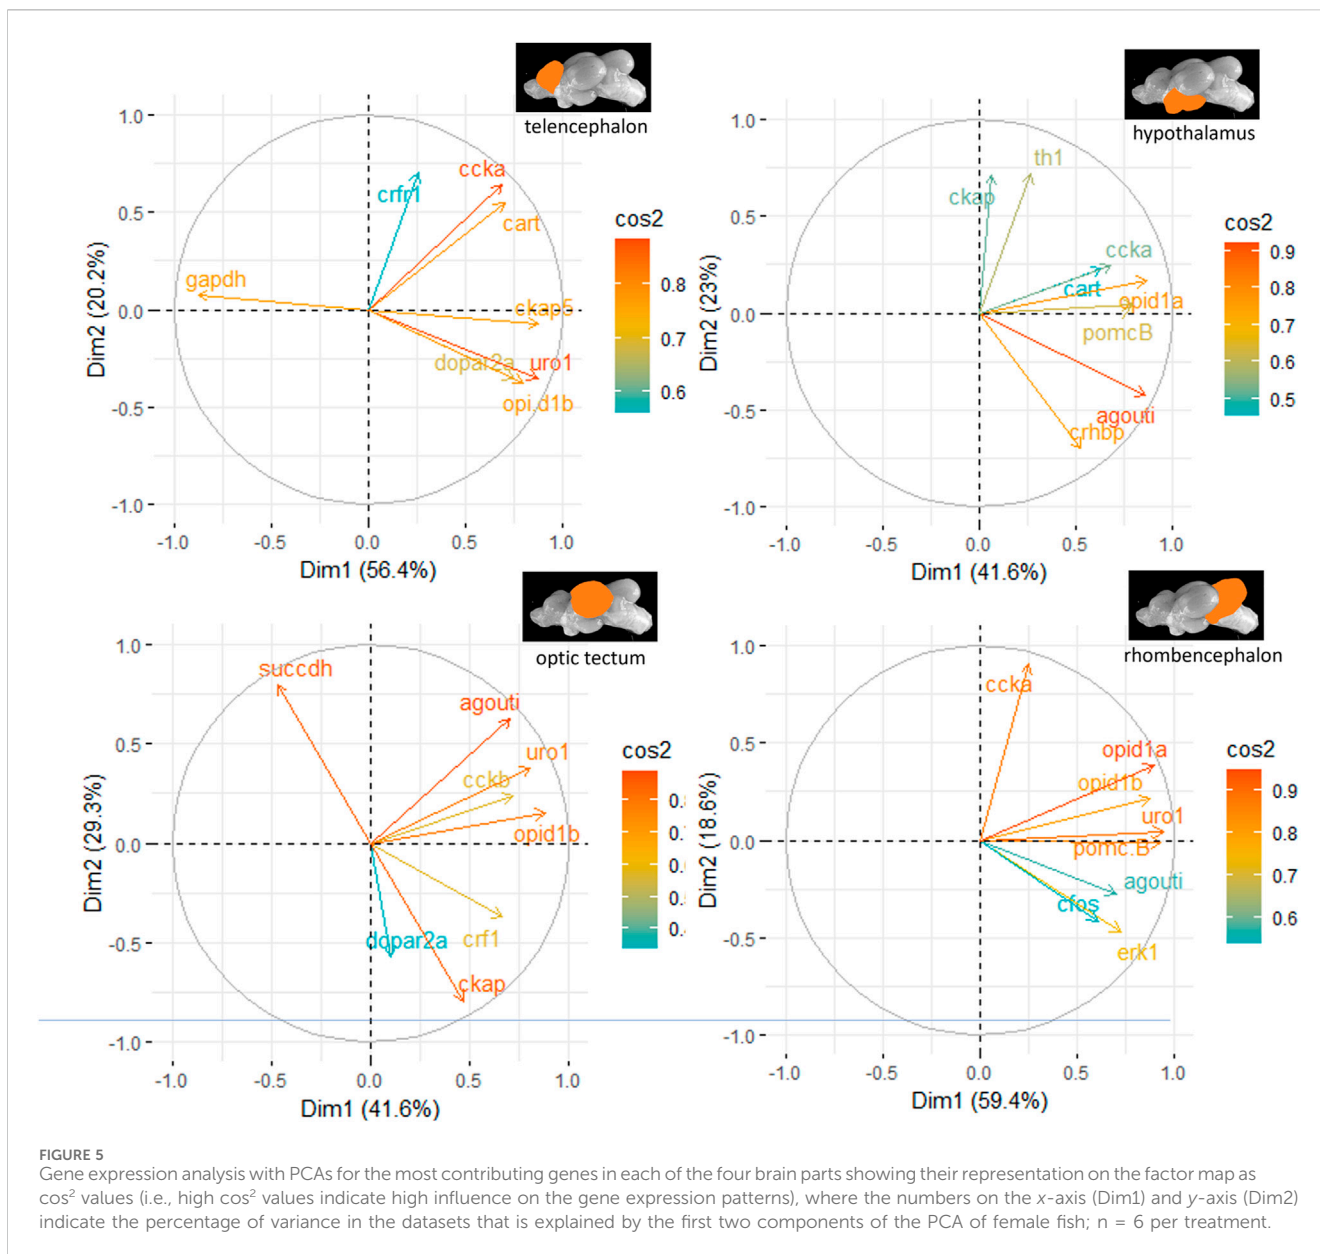 telencephalon
1.0
0.5
0.0
-0.5
-1.0
Dim2 (20.2%)
crfr1
ccka
cart
gapdh
ckap5
dopar2a
uro1
opi.d1b
-1.0 -0.5 0.0 0.5 1.0
Dim1 (56.4%)
cos2
0.8
0.7
0.6
hypothalamus
1.0
0.5
0.0
-0.5
-1.0
Dim2 (23%)
th1
ckap
ccka
cart
opid1a
pomcB
agouti
crhbp
-1.0 -0.5 0.0 0.5 1.0
Dim1 (41.6%)
cos2
0.9
0.8
0.7
0.6
0.5
optic tectum
1.0
0.5
0.0
-0.5
-1.0
Dim2 (29.3%)
succdh
agouti
uro1
cckb
opid1b
dopar2a
crf1
ckap
-1.0 -0.5 0.0 0.5 1.0
Dim1 (41.6%)
cos2
rhombencephalon
1.0
0.5
0.0
-0.5
-1.0
Dim2 (18.6%)
ccka
opid1a
opid1b
uro1
pomc.B
agouti
cfos
erk1
-1.0 -0.5 0.0 0.5 1.0
Dim1 (59.4%)
cos2
0.9
0.8
0.7
0.6
FIGURE 5
Gene expression analysis with PCAs for the most contributing genes in each of the four brain parts showing their representation on the factor map as
cos² values (i.e., high cos² values indicate high influence on the gene expression patterns), where the numbers on the x-axis (Dim1) and y-axis (Dim2)
indicate the percentage of variance in the datasets that is explained by the first two components of the PCA of female fish; n = 6 per treatment.